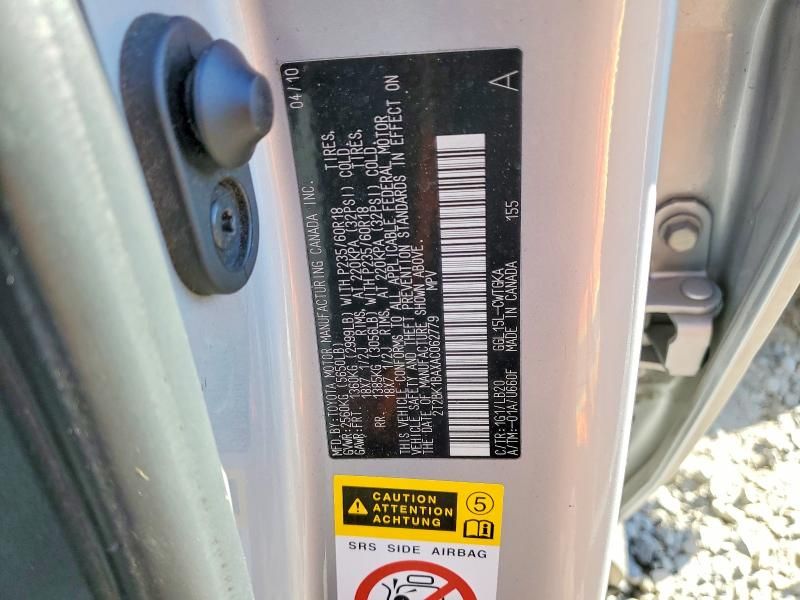 MFD.BY:TOYOTA MOTOR MANUFACTURING CANADA INC. 04/10
GVWR:2560KG (5650LB)
GAWR:FRT. 1360KG (2999LB) WITH P235/60R18 TIRES,
18X7 1/2J RIMS, AT 220KPA (32PSI) COLD.
RR. 1385KG (3056LB) WITH P235/60R18 TIRES,
18X7 1/2J RIMS, AT 220KPA (32PSI) COLD.
THIS VEHICLE CONFORMS TO ALL APPLICABLE FEDERAL MOTOR
VEHICLE SAFETY AND THEFT PREVENTION STANDARDS IN EFFECT ON
THE DATE OF MANUFACTURE SHOWN ABOVE.
2T2BK1BAXAC062779 MPV
A
C/TR:1G1/LB20 GGL15L-CWTGKA 155
A/TM:-01A/U660F MADE IN CANADA
CAUTION
ATTENTION
ACHTUNG
5
SRS SIDE AIRBAG